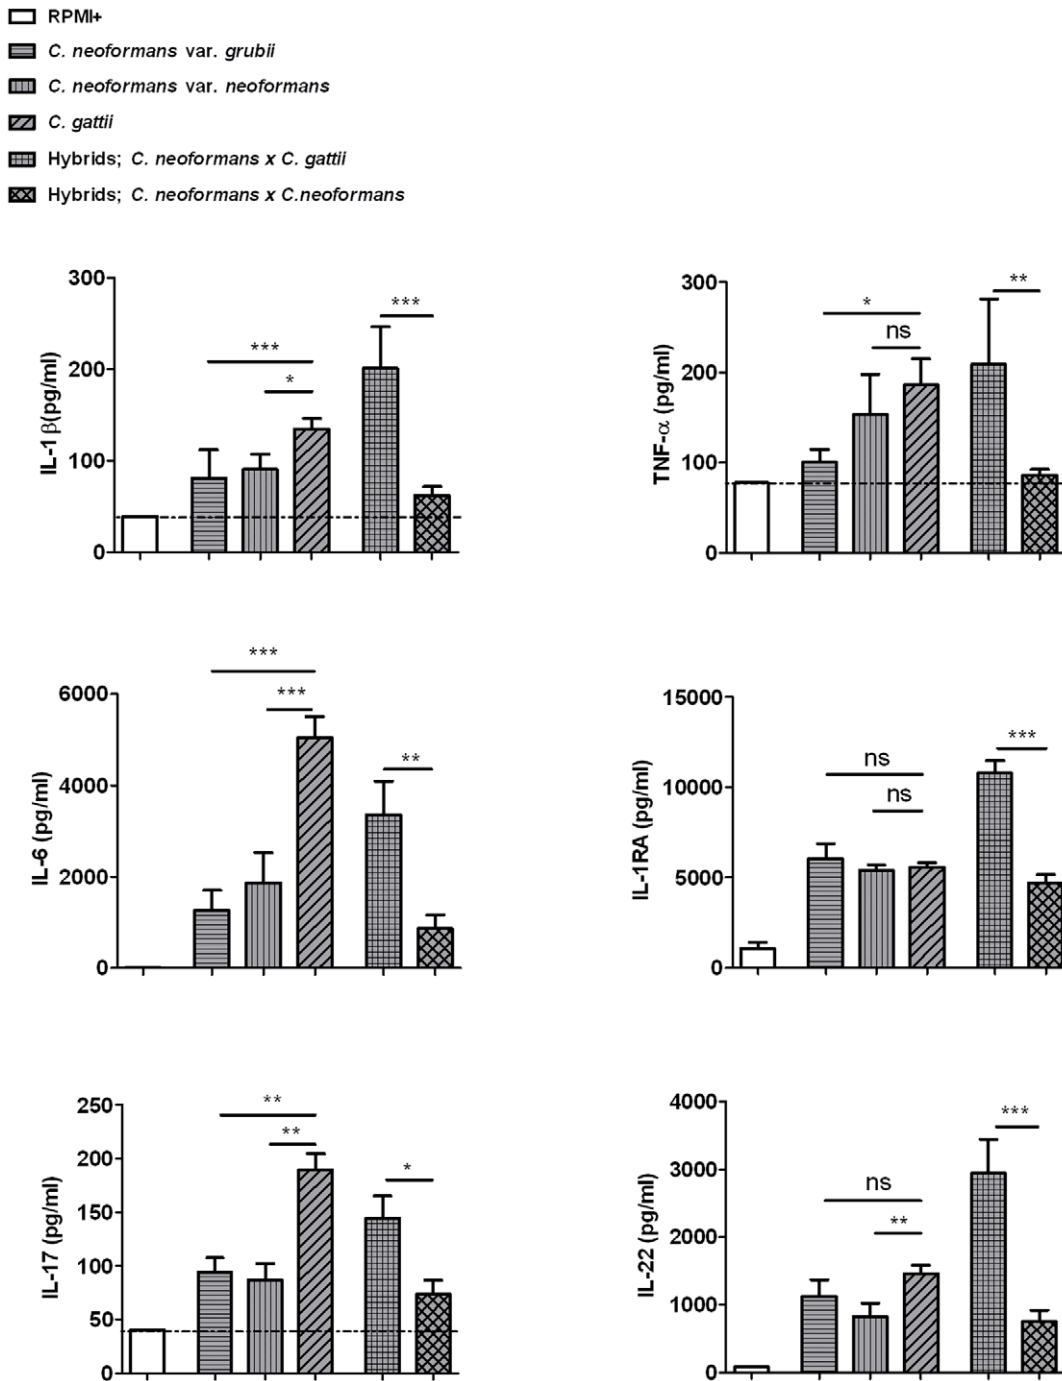 RPMI+
C. neoformans var. grubii
C. neoformans var. neoformans
C. gattii
Hybrids; C. neoformans x C. gattii
Hybrids; C. neoformans x C.neoformans
IL-1β(pg/ml)
300
200
100
0
***
*
***
TNF-α (pg/ml)
300
200
100
0
*
ns
**
IL-6 (pg/ml)
6000
4000
2000
0
***
***
**
IL-1RA (pg/ml)
15000
10000
5000
0
ns
ns
***
IL-17 (pg/ml)
250
200
150
100
50
0
**
**
*
IL-22 (pg/ml)
4000
3000
2000
1000
0
ns
**
***